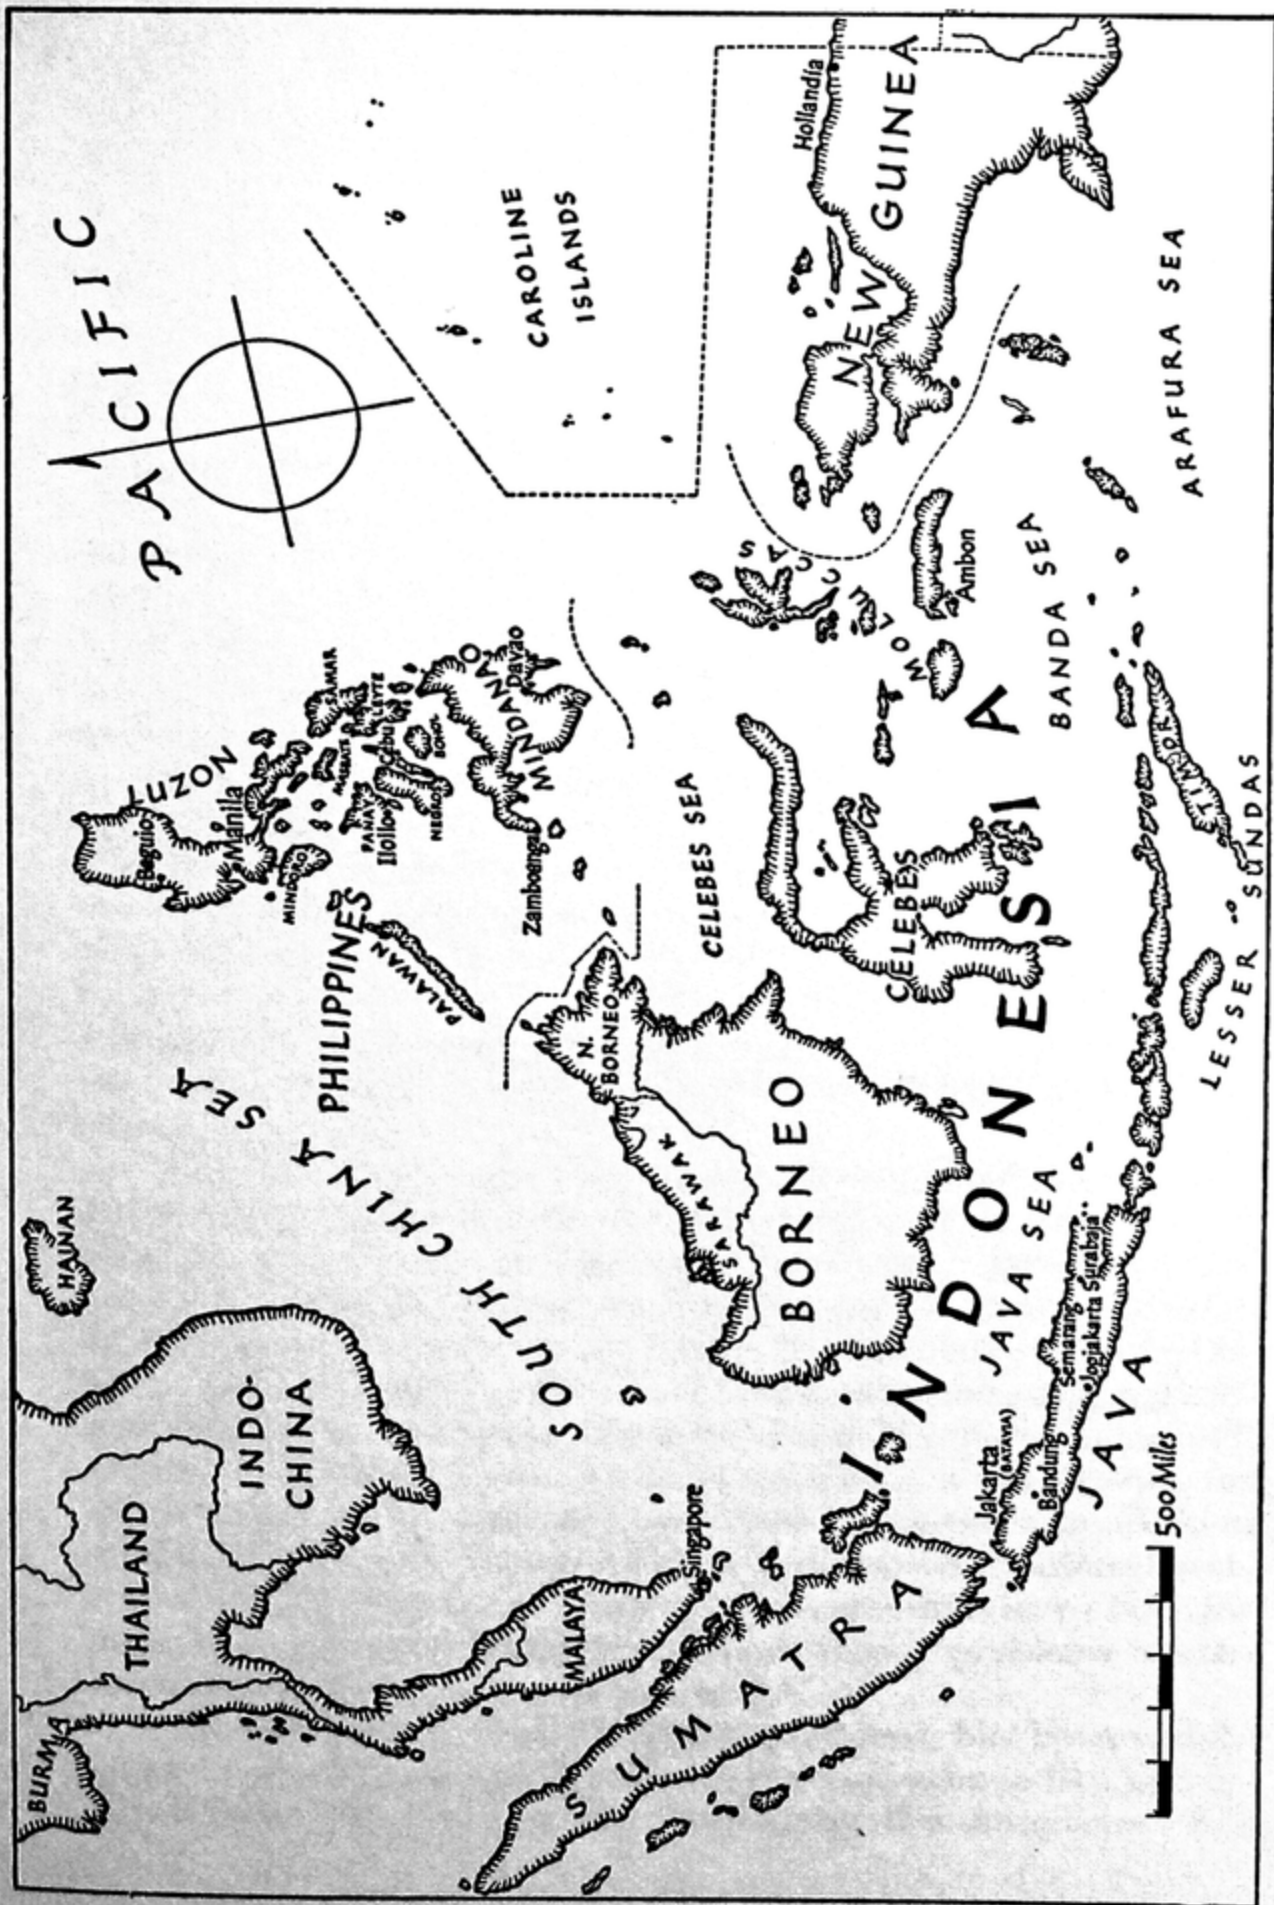 PACIFIC
BURMA
THAILAND
INDO-
CHINA
HAINAN
SOUTH CHINA SEA
PHILIPPINES
LUZON
Baguio
Manila
MINDORO
SAMAR
MASBATE
LEYTE
PANAY
Iloilo
Cebu
BOHOL
NEGROS
PALAWAN
MINDANAO
Davao
Zamboanga
CAROLINE
ISLANDS
MALAYA
Singapore
SUMATRA
N.
BORNEO
SARAWAK
BORNEO
CELEBES SEA
CELEBES
MOLUCCAS
Ambon
Hollandia
NEW
GUINEA
INDONESIA
JAVA SEA
BANDA SEA
ARAFURA SEA
Jakarta
(BATAVIA)
Bandung
Semarang
Jogjakarta
Surabaja
JAVA
LESSER SUNDAS
TIMOR
500 Miles